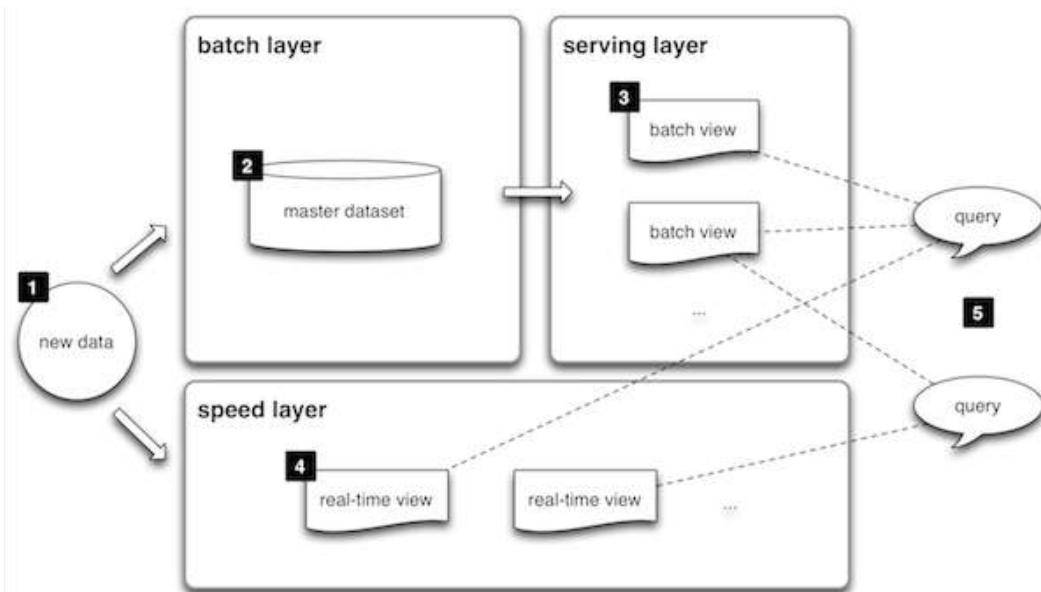 batch layer
serving layer
3
batch view
2
master dataset
query
batch view
1
5
...
new data
speed layer
query
4
real-time view
real-time view
...